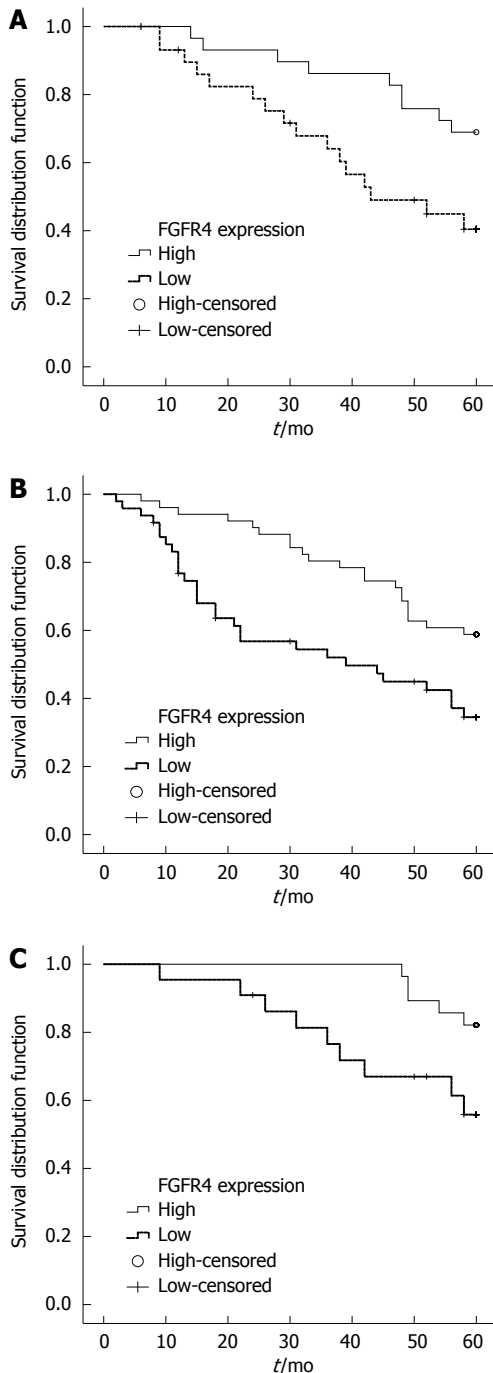 A
1.0
0.8
0.6
0.4
0.2
0.0
Survival distribution function
FGFR4 expression
High
Low
High-censored
Low-censored
0 10 20 30 40 50 60
t/mo
B
1.0
0.8
0.6
0.4
0.2
0.0
Survival distribution function
FGFR4 expression
High
Low
High-censored
Low-censored
0 10 20 30 40 50 60
t/mo
C
1.0
0.8
0.6
0.4
0.2
0.0
Survival distribution function
FGFR4 expression
High
Low
High-censored
Low-censored
0 10 20 30 40 50 60
t/mo